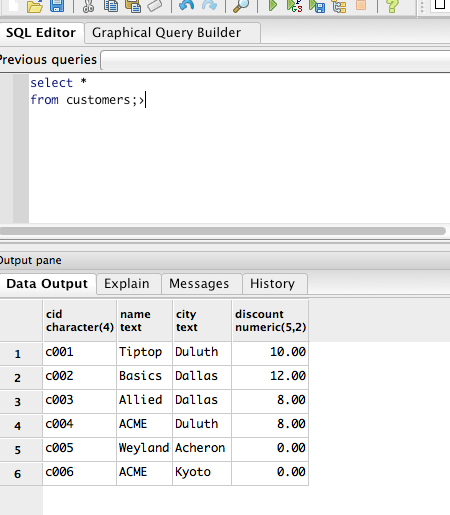 SQL Editor Graphical Query Builder
Previous queries
select *
from customers;›
Output pane
Data Output Explain Messages History
cid name city discount
character(4) text text numeric(5,2)
1 c001 Tiptop Duluth 10.00
2 c002 Basics Dallas 12.00
3 c003 Allied Dallas 8.00
4 c004 ACME Duluth 8.00
5 c005 Weyland Acheron 0.00
6 c006 ACME Kyoto 0.00